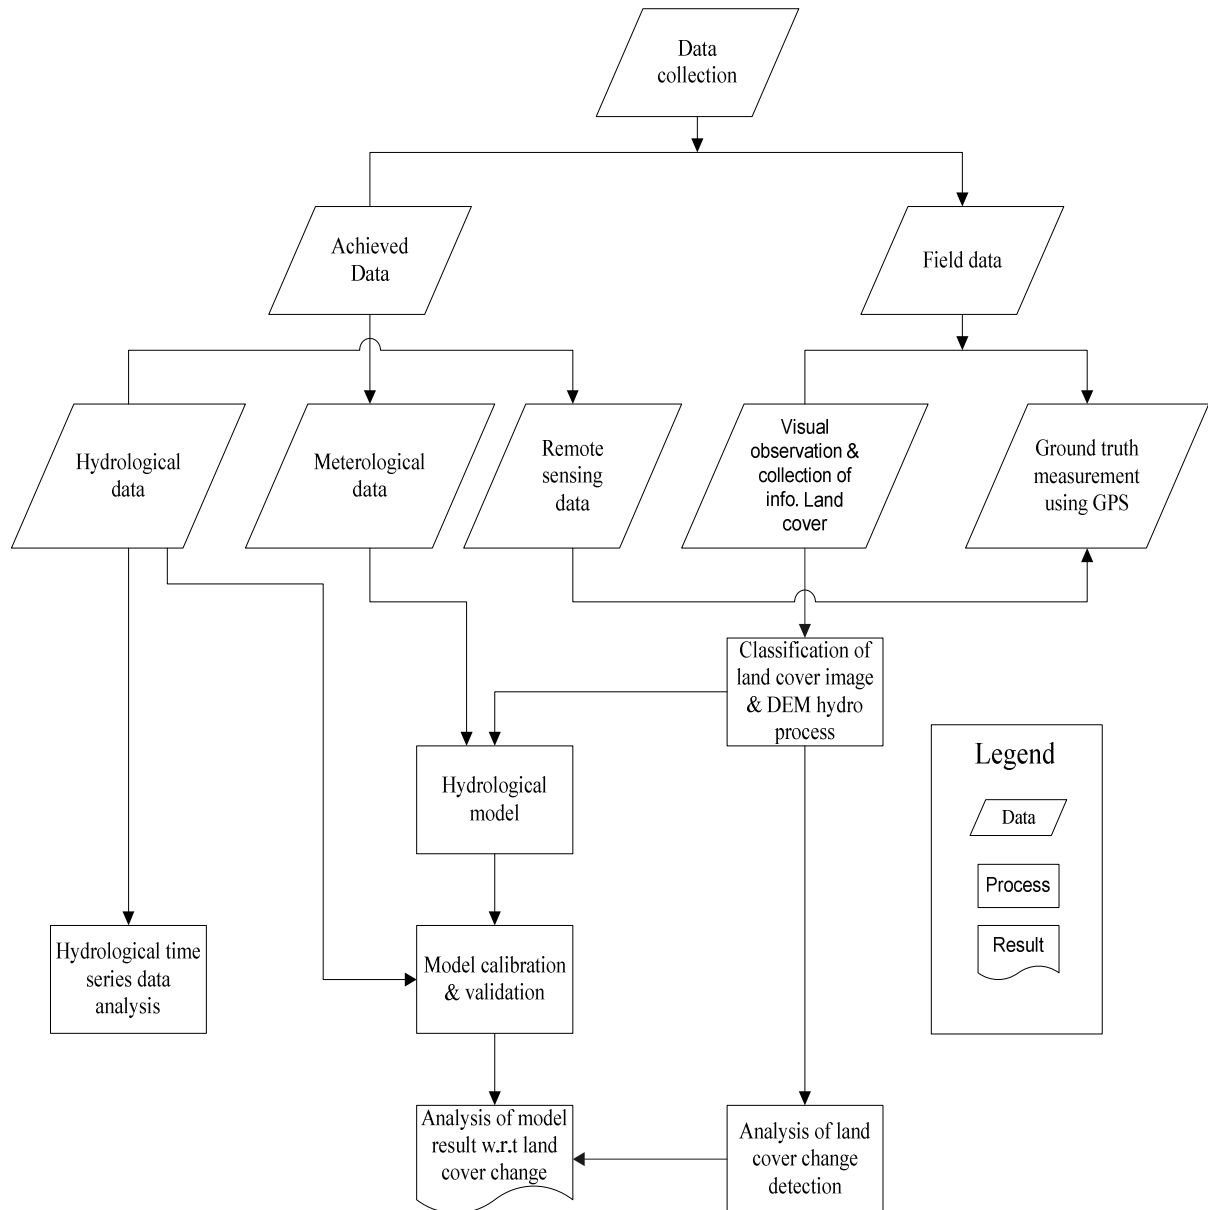 Data
collection
Achieved
Data
Field data
Hydrological
data
Meterological
data
Remote
sensing
data
Visual
observation &
collection of
info. Land
cover
Ground truth
measurement
using GPS
Classification of
land cover image
& DEM hydro
process
Hydrological
model
Legend
Data
Process
Result
Hydrological time
series data
analysis
Model calibration
& validation
Analysis of model
result w.r.t land
cover change
Analysis of land
cover change
detection